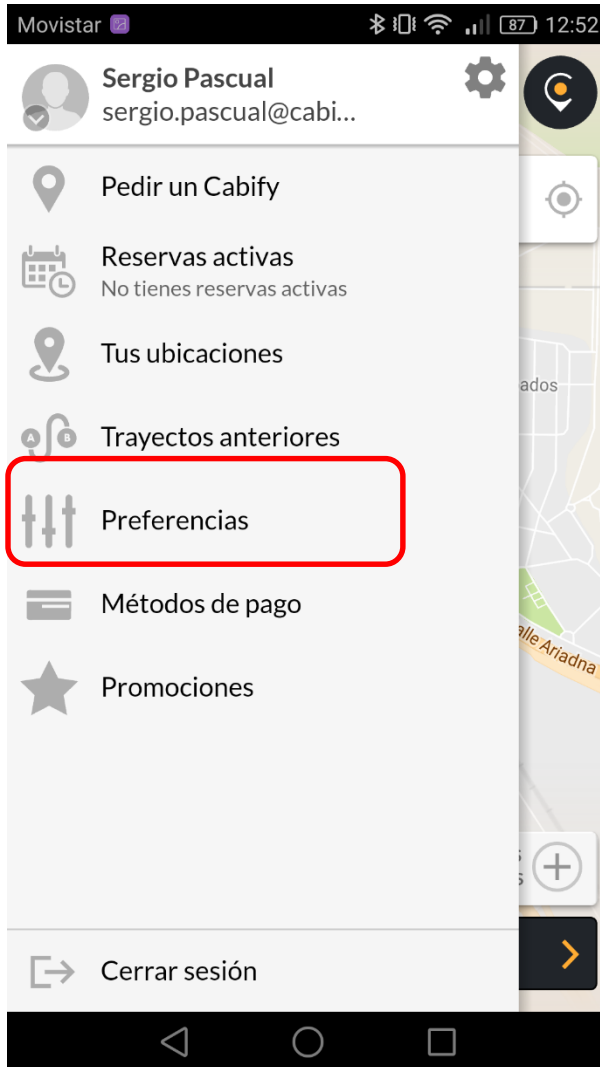 Movistar
87 12:52
Sergio Pascual
sergio.pascual@cabi...
Pedir un Cabify
Reservas activas
No tienes reservas activas
Tus ubicaciones
ados
Trayectos anteriores
A B
Preferencias
Métodos de pago
alle Ariadna
Promociones
s
s
Cerrar sesión